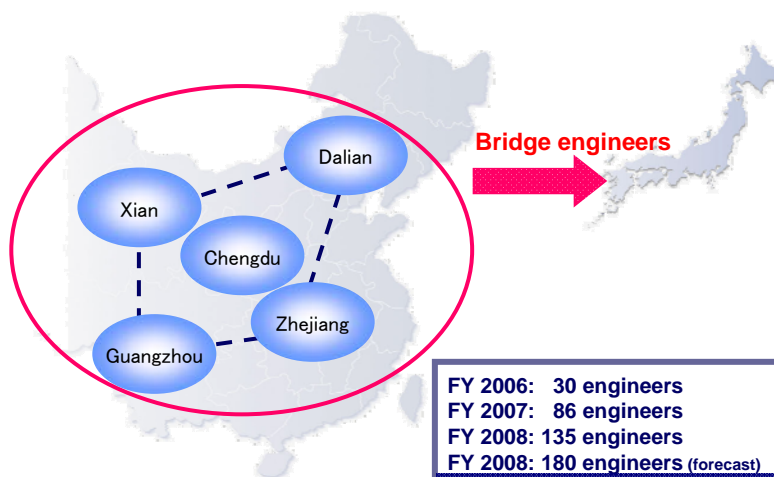 Bridge engineers
Dalian
Xian
Chengdu
Zhejiang
Guangzhou
FY 2006: 30 engineers
FY 2007: 86 engineers
FY 2008: 135 engineers
FY 2008: 180 engineers (forecast)